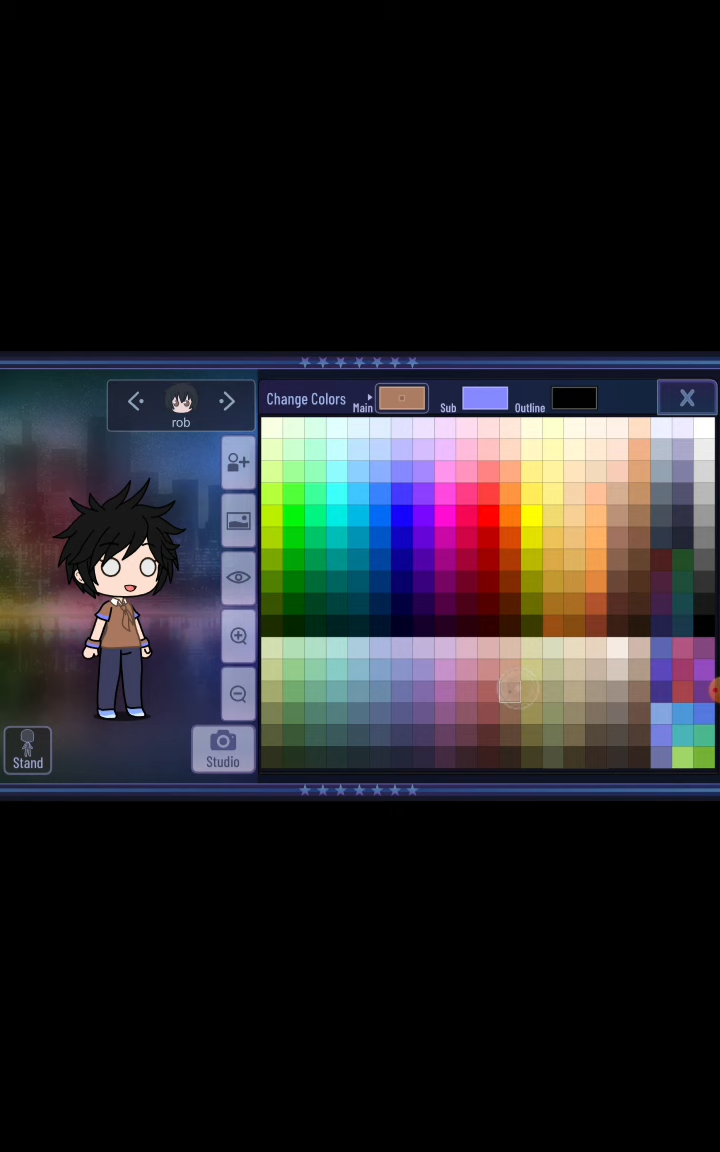 Change Colors
Main
Sub
Outline
X
rob
Stand
Studio